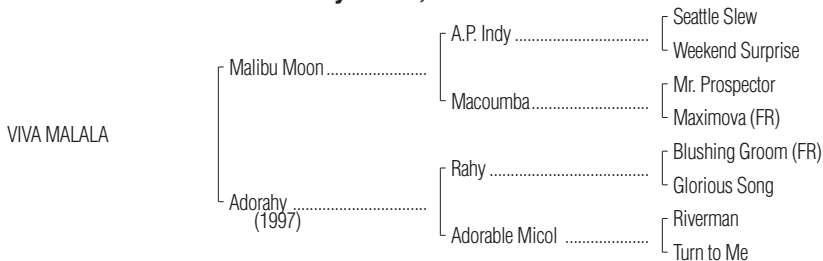 Seattle Slew
A.P. Indy ................................
Weekend Surprise
Malibu Moon ........................
Mr. Prospector
Macoumba............................
Maximova (FR)
VIVA MALALA
Blushing Groom (FR)
Rahy ......................................
Glorious Song
Adorahy ................................
(1997)
Riverman
Adorable Micol ....................
Turn to Me